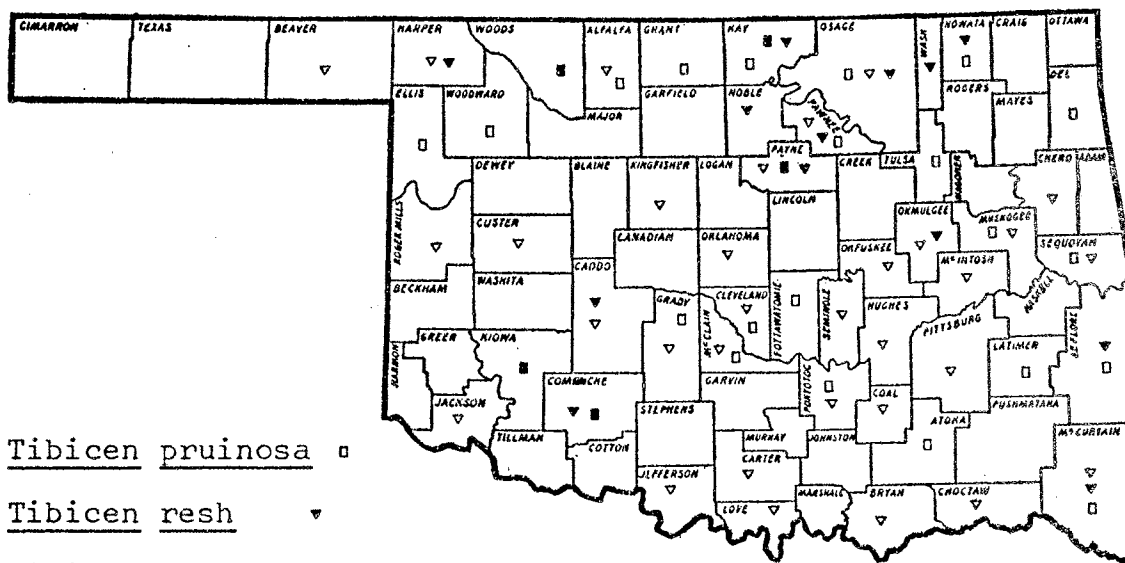 CIMARRON TEXAS BEAVER HARPER WOODS ALFALFA GRANT KAY OSAGE WASH NOWATA CRAIG OTTAWA
ELLIS WOODWARD MAJOR GARFIELD NOBLE PAWNEE ROGERS MAYES DEL
DEWEY BLAINE KINGFISHER LOGAN PAYNE CREEK TULSA WAGONER CHERO ADAIR
ROGER MILLS CUSTER CANADIAN OKLAHOMA LINCOLN OKFUSKEE OKMULGEE MUSKOGEE SEQUOYAH
BECKHAM WASHITA CADDO GRADY CLEVELAND POTTAWATOMIE SEMINOLE HUGHES McINTOSH HASKELL
HARMON GREER KIOWA McCLAIN PITTSBURG LATIMER LEFLORE
JACKSON COMANCHE GARVIN PONTOTOC COAL ATOKA PUSHMATAHA McCURTAIN
TILLMAN COTTON STEPHENS MURRAY JOHNSTON
JEFFERSON CARTER LOVE MARSHALL BRYAN CHOCTAW
Tibicen pruinosa
Tibicen resh